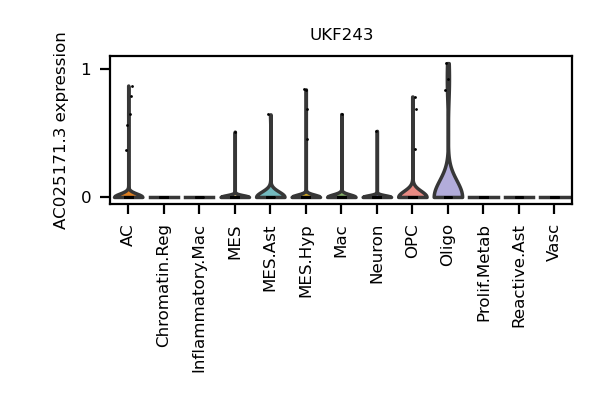 UKF243
AC025171.3 expression
1
0
AC
Chromatin.Reg
Inflammatory.Mac
MES
MES.Ast
MES.Hyp
Mac
Neuron
OPC
Oligo
Prolif.Metab
Reactive.Ast
Vasc